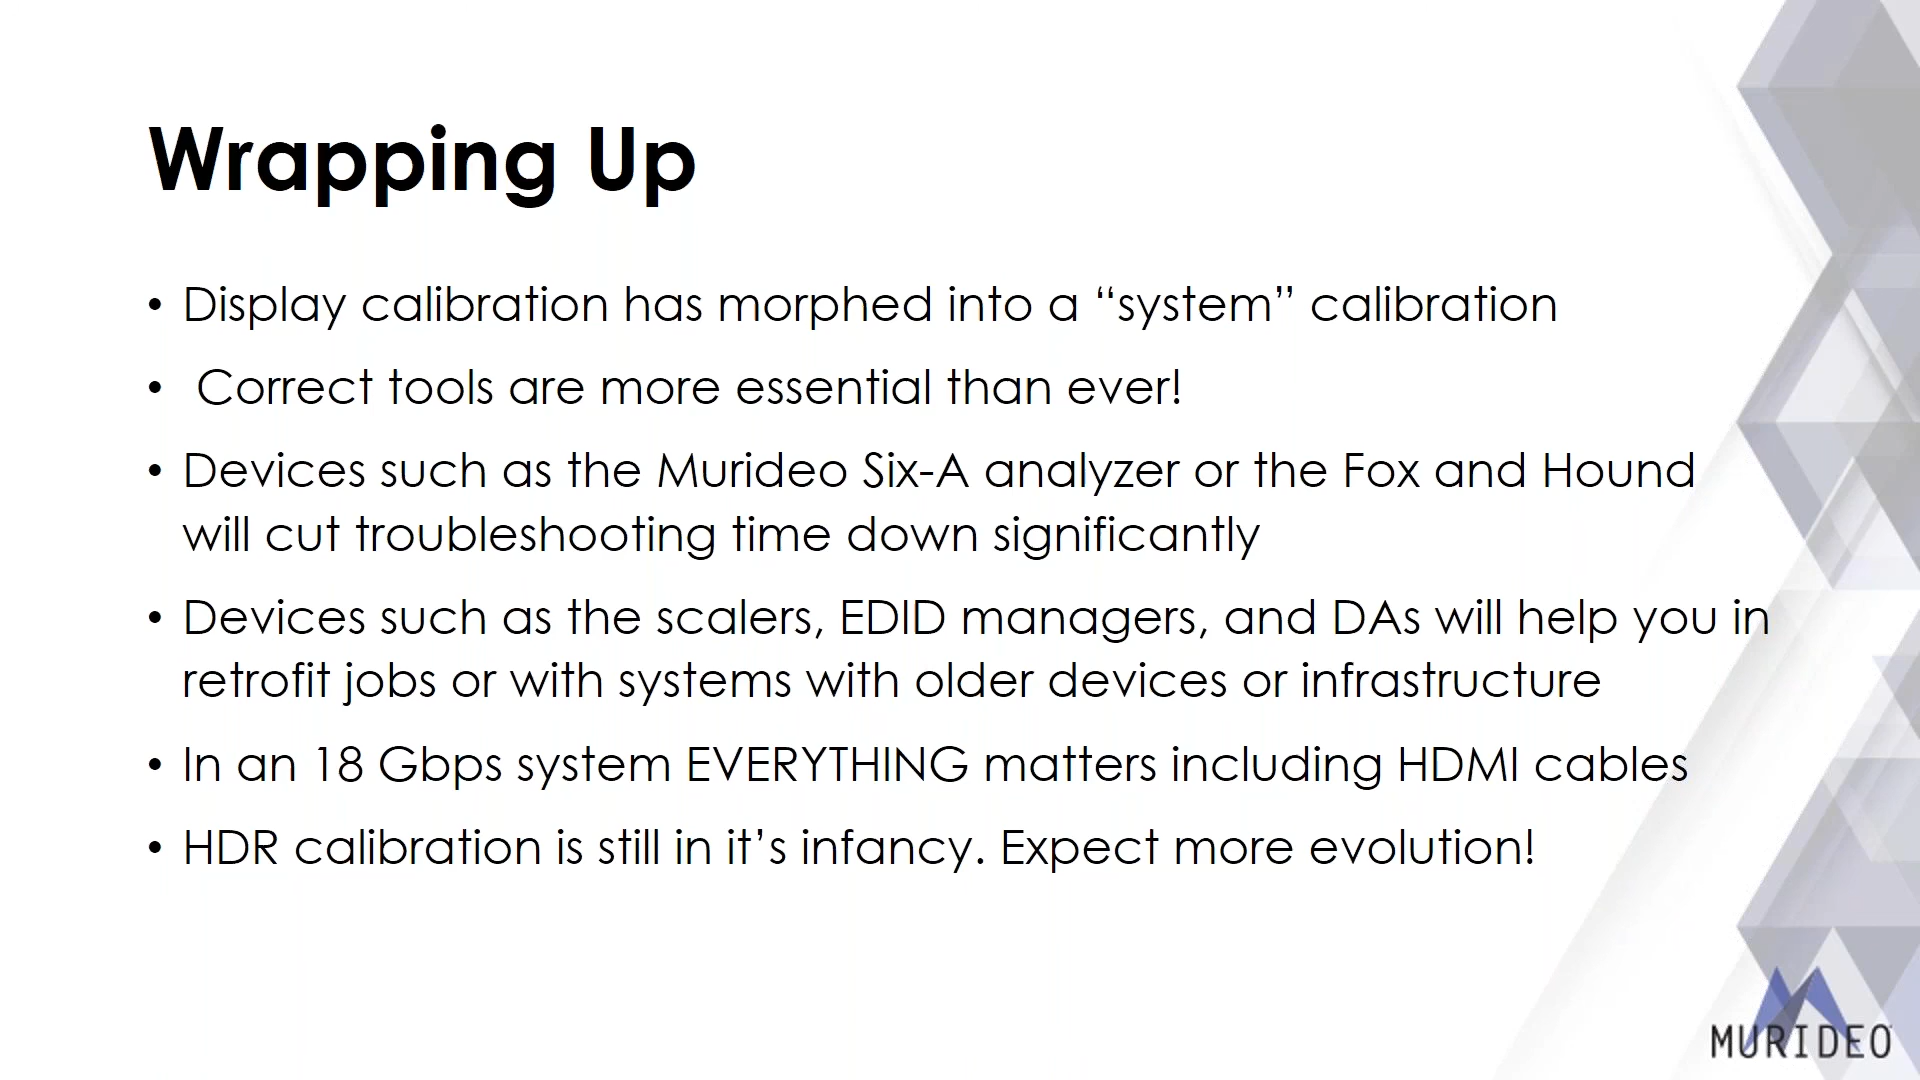 Wrapping Up
• Display calibration has morphed into a “system” calibration
• Correct tools are more essential than ever!
• Devices such as the Murideo Six-A analyzer or the Fox and Hound
will cut troubleshooting time down significantly
• Devices such as the scalers, EDID managers, and DAs will help you in
retrofit jobs or with systems with older devices or infrastructure
• In an 18 Gbps system EVERYTHING matters including HDMI cables
• HDR calibration is still in it’s infancy. Expect more evolution!
MURIDEO